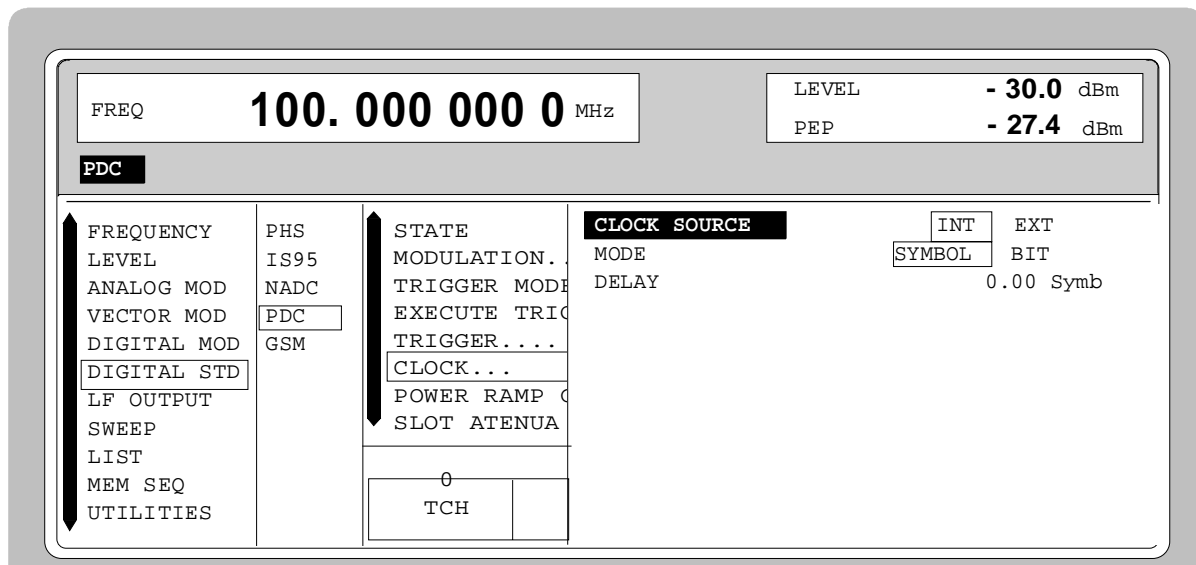 FREQ 100. 000 000 0 MHz
LEVEL - 30.0 dBm
PEP - 27.4 dBm
PDC
FREQUENCY
LEVEL
ANALOG MOD
VECTOR MOD
DIGITAL MOD
DIGITAL STD
LF OUTPUT
SWEEP
LIST
MEM SEQ
UTILITIES
PHS
IS95
NADC
PDC
GSM
STATE
MODULATION..
TRIGGER MODE
EXECUTE TRIG
TRIGGER....
CLOCK...
POWER RAMP C
SLOT ATENUA
0
TCH
CLOCK SOURCE INT EXT
MODE SYMBOL BIT
DELAY 0.00 Symb